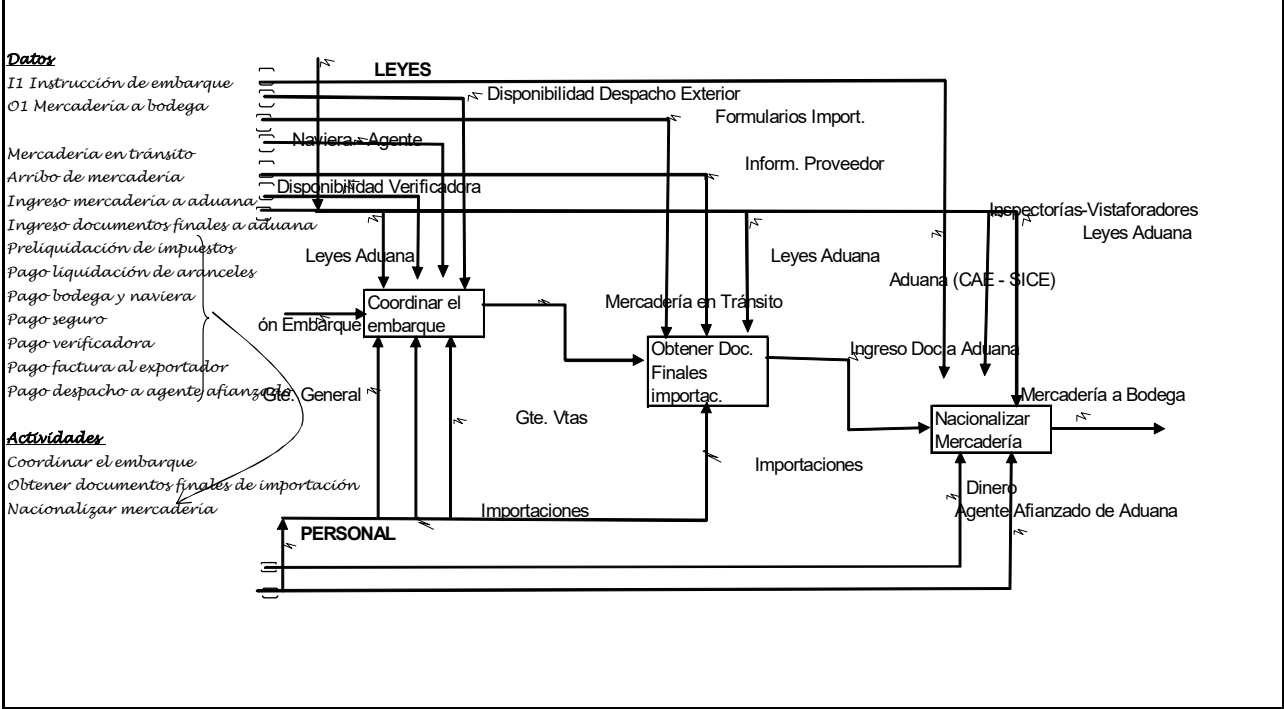 Datos
I1 Instrucción de embarque
O1 Mercadería a bodega
Mercadería en tránsito
Arribo de mercadería
Ingreso mercadería a aduana
Ingreso documentos finales a aduana
Preliquidación de impuestos
Pago liquidación de aranceles
Pago bodega y naviera
Pago seguro
Pago verificadora
Pago factura al exportador
Pago despacho a agente afianzado
Actividades
Coordinar el embarque
Obtener documentos finales de importación
Nacionalizar mercadería
LEYES
Disponibilidad Despacho Exterior
Formularios Import.
Naviera - Agente
Inform. Proveedor
Disponibilidad Verificadora
Inspectorías-Vistaforadores
Leyes Aduana
Leyes Aduana
Leyes Aduana
Aduana (CAE - SICE)
ón Embarque
Coordinar el
embarque
Mercadería en Tránsito
Obtener Doc.
Finales
importac.
Ingreso Doc a Aduana
Gte. General
Gte. Vtas
Mercadería a Bodega
Nacionalizar
Mercadería
Importaciones
Dinero
Importaciones
Agente Afianzado de Aduana
PERSONAL